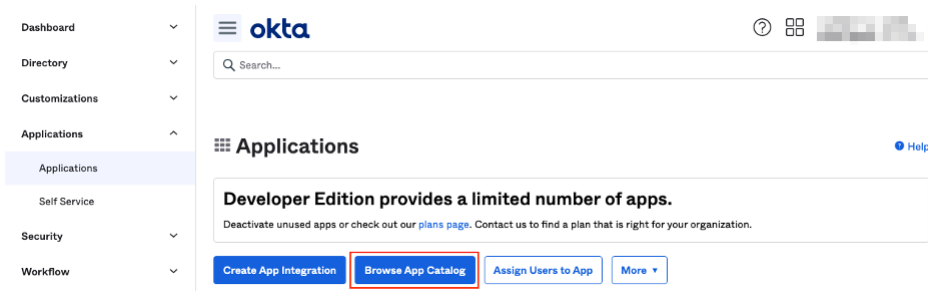 Dashboard
Directory
Customizations
Applications
Applications
Self Service
Security
Workflow
okta
Search...
Applications
Help
Developer Edition provides a limited number of apps.
Deactivate unused apps or check out our plans page. Contact us to find a plan that is right for your organization.
Create App Integration
Browse App Catalog
Assign Users to App
More